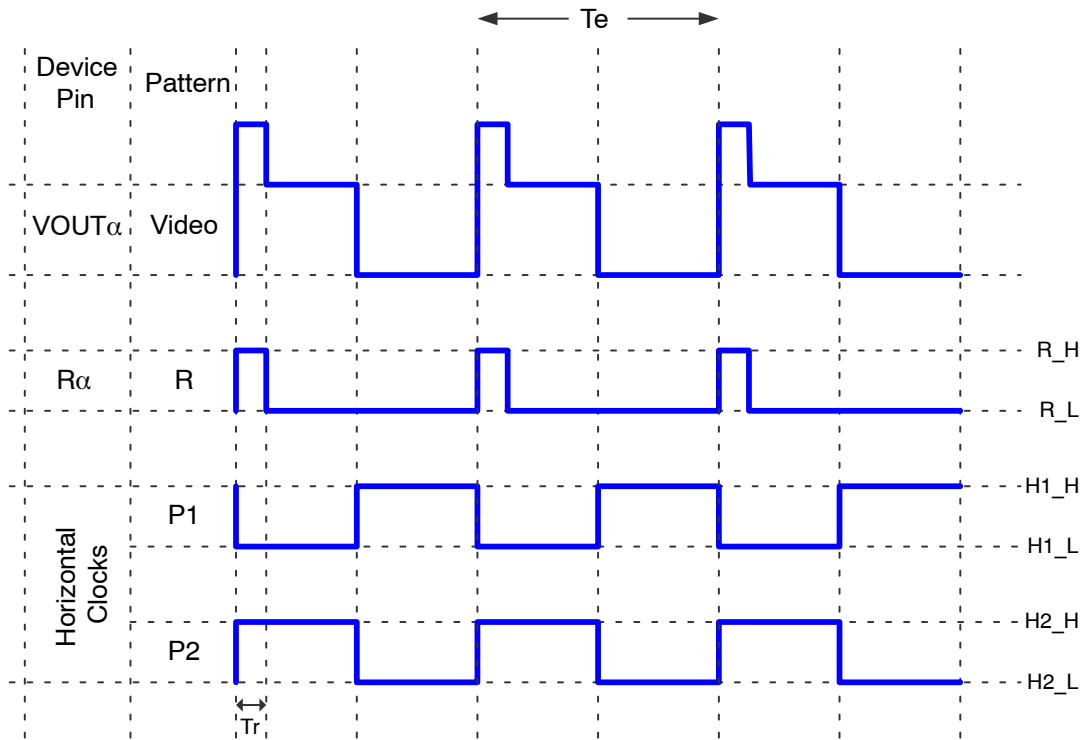 Te
Device
Pin
Pattern
VOUTα
Video
R_H
Rα
R
R_L
H1_H
P1
H1_L
Horizontal
Clocks
H2_H
P2
H2_L
Tr